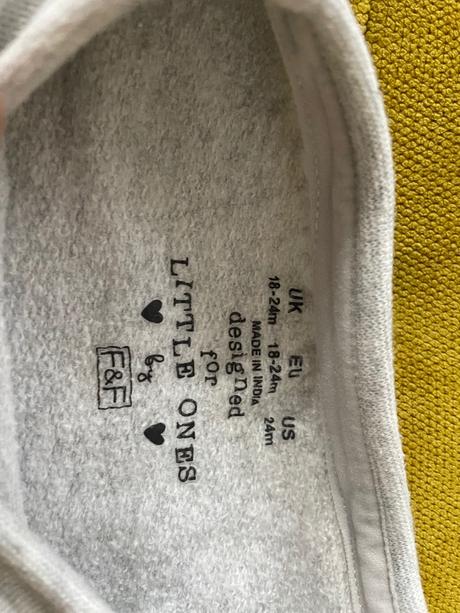 UK EU US
18-24m 18-24m 24m
MADE IN INDIA
designed
for
LITTLE ONES
♥ by ♥
F&F